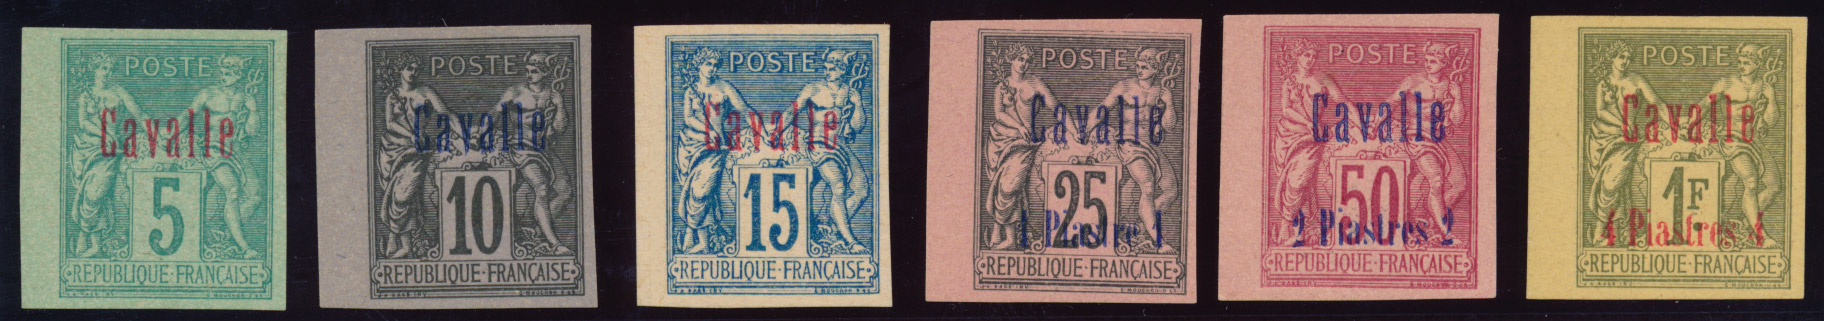 POSTE
Cavalle
5
REPUBLIQUE·FRANÇAISE
POSTE
Cavalle
10
REPUBLIQUE·FRANÇAISE
POSTE
Cavalle
15
REPUBLIQUE·FRANÇAISE
POSTE
Cavalle
25
1 Piastre 1
REPUBLIQUE·FRANÇAISE
POSTE
Cavalle
50
2 Piastres 2
REPUBLIQUE·FRANÇAISE
POSTE
Cavalle
1F
4 Piastres 4
REPUBLIQUE·FRANÇAISE